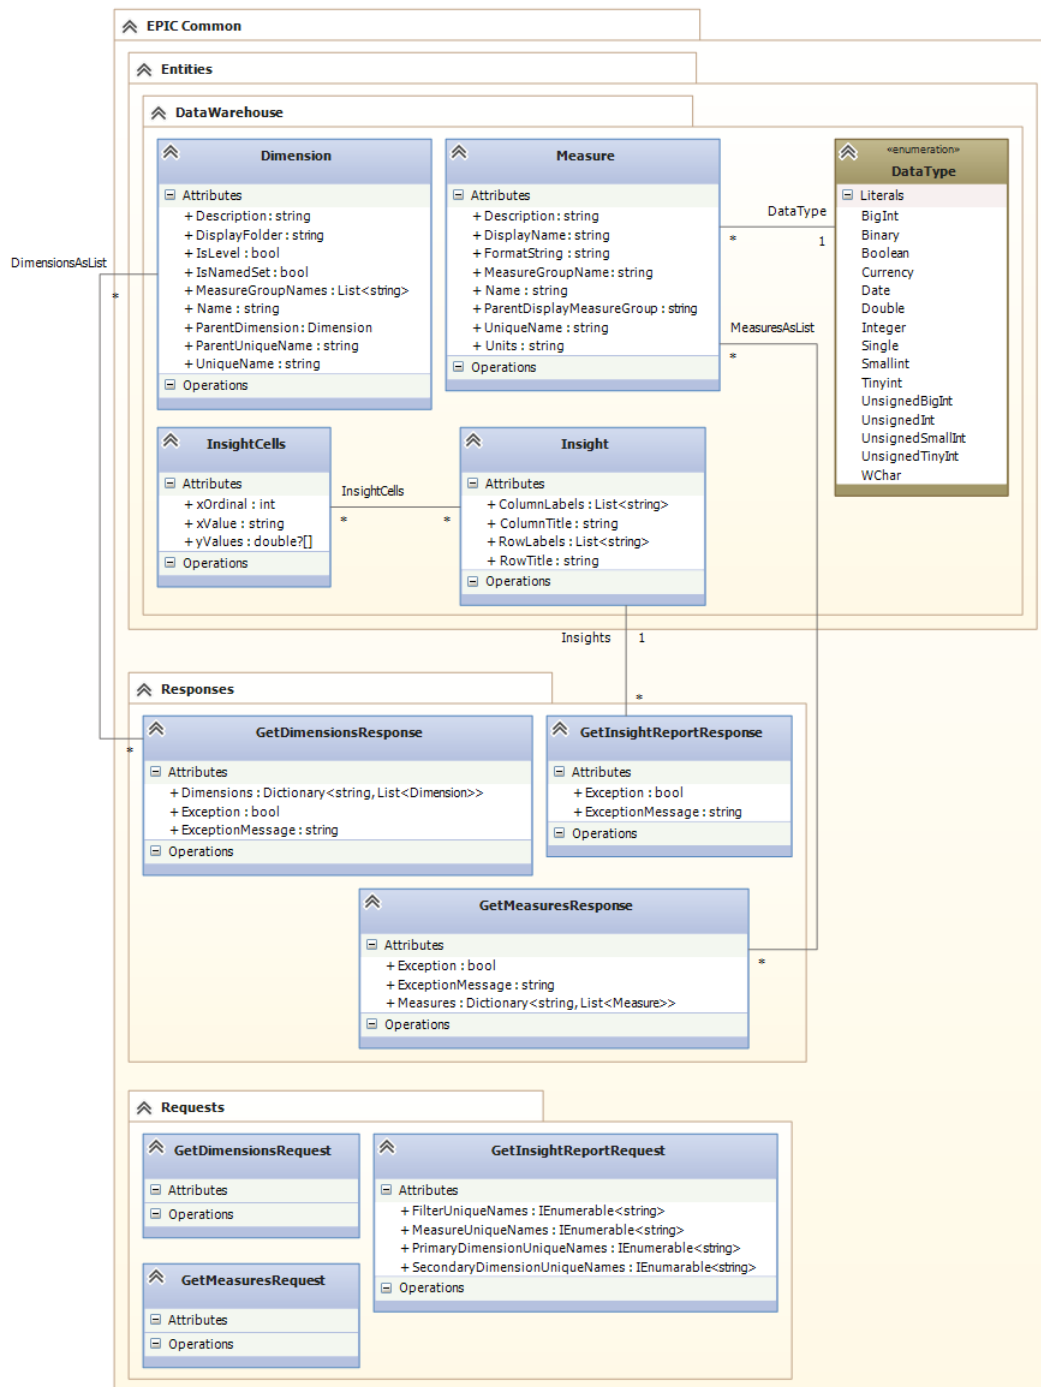 EPIC Common
Entities
DataWarehouse
Dimension
Attributes
+ Description : string
+ DisplayFolder : string
+ IsLevel : bool
+ IsNamedSet : bool
+ MeasureGroupNames : List<string>
+ Name : string
+ ParentDimension : Dimension
+ ParentUniqueName : string
+ UniqueName : string
Operations
Measure
Attributes
+ Description : string
+ DisplayName : string
+ FormatString : string
+ MeasureGroupName : string
+ Name : string
+ ParentDisplayMeasureGroup : string
+ UniqueName : string
+ Units : string
Operations
«enumeration»
DataType
Literals
BigInt
Binary
Boolean
Currency
Date
Double
Integer
Single
Smallint
Tinyint
UnsignedBigInt
UnsignedInt
UnsignedSmallInt
UnsignedTinyInt
WChar
DataType
*
1
DimensionsAsList
*
MeasuresAsList
*
InsightCells
Attributes
+ xOrdinal : int
+ xValue : string
+ yValues : double?[]
Operations
InsightCells
*
*
Insight
Attributes
+ ColumnLabels : List<string>
+ ColumnTitle : string
+ RowLabels : List<string>
+ RowTitle : string
Operations
Insights
1
*
Responses
*
GetDimensionsResponse
Attributes
+ Dimensions : Dictionary<string, List<Dimension>>
+ Exception : bool
+ ExceptionMessage : string
Operations
GetInsightReportResponse
Attributes
+ Exception : bool
+ ExceptionMessage : string
Operations
GetMeasuresResponse
Attributes
+ Exception : bool
+ ExceptionMessage : string
+ Measures : Dictionary<string, List<Measure>>
Operations
*
Requests
GetDimensionsRequest
Attributes
Operations
GetInsightReportRequest
Attributes
+ FilterUniqueNames : IEnumerable<string>
+ MeasureUniqueNames : IEnumerable<string>
+ PrimaryDimensionUniqueNames : IEnumerable<string>
+ SecondaryDimensionUniqueNames : IEnumarable<string>
Operations
GetMeasuresRequest
Attributes
Operations